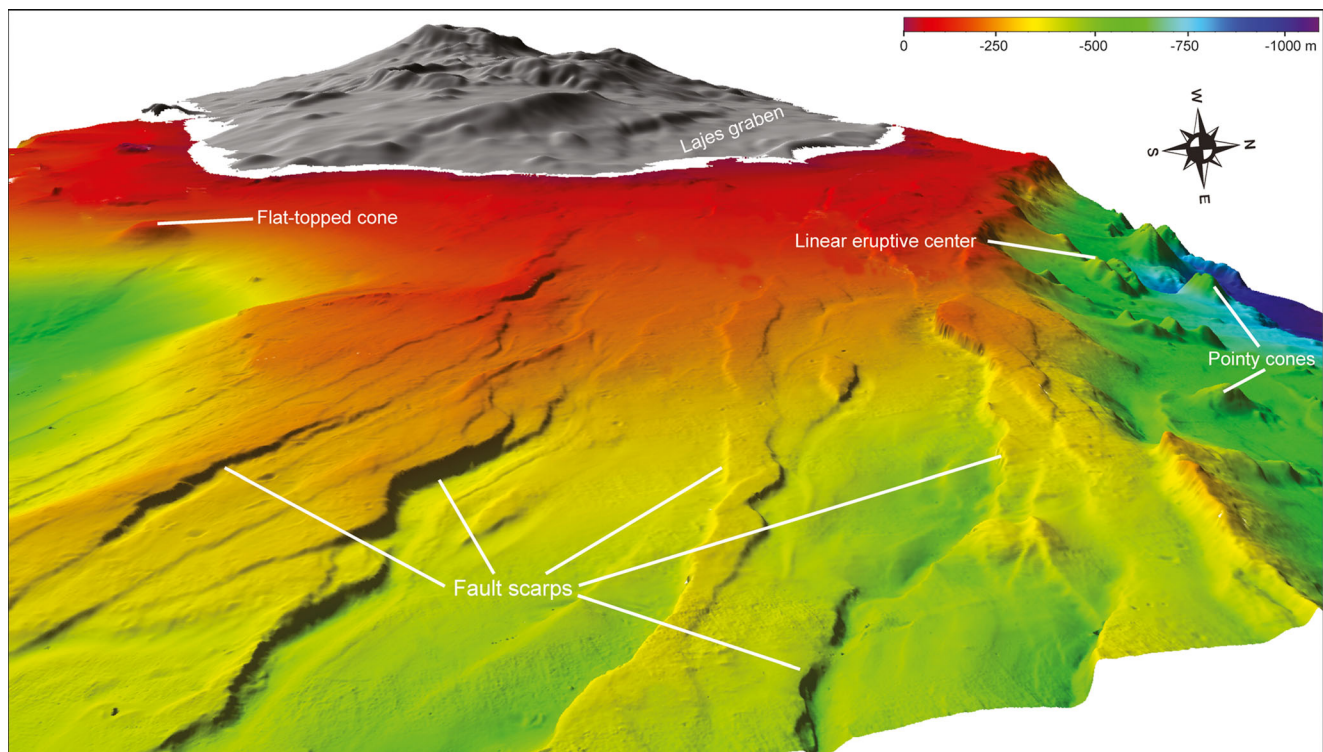 0 -250 -500 -750 -1000 m
W
S N
E
Lajes graben
Flat-topped cone
Linear eruptive center
Pointy cones
Fault scarps